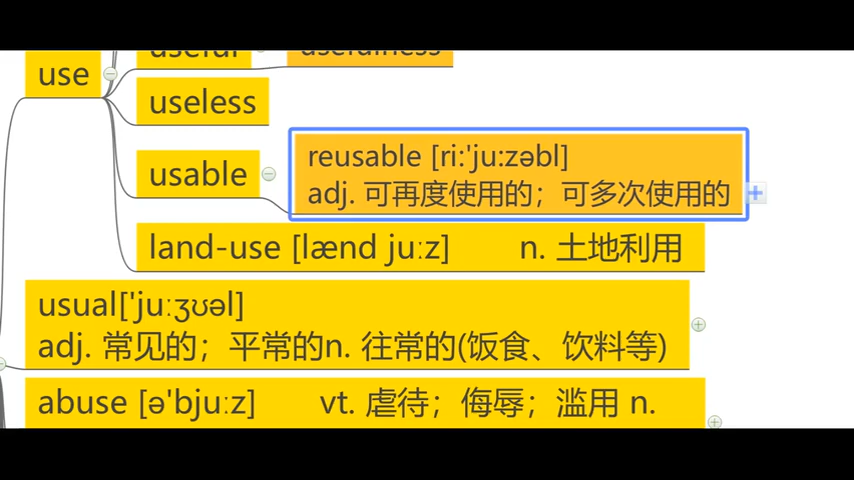 useful
usefulness
use
useless
reusable [ri:'ju:zəbl]
usable
adj. 可再度使用的；可多次使用的
land-use [lænd juːz] n. 土地利用
usual['juːʒʊəl]
adj. 常见的；平常的n. 往常的(饭食、饮料等)
abuse [ə'bjuːz] vt. 虐待；侮辱；滥用 n.